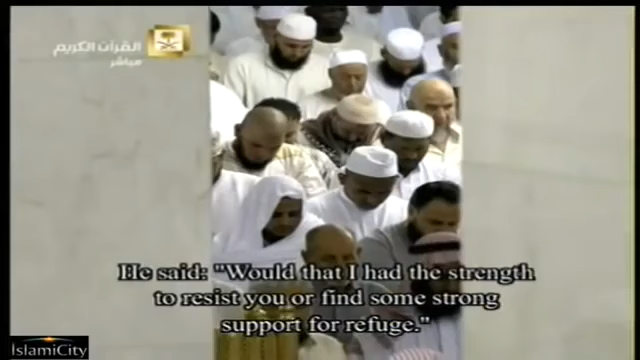 القرآن الكريم
مباشر
He said: "Would that I had the strength
to resist you or find some strong
support for refuge."
IslamiCity